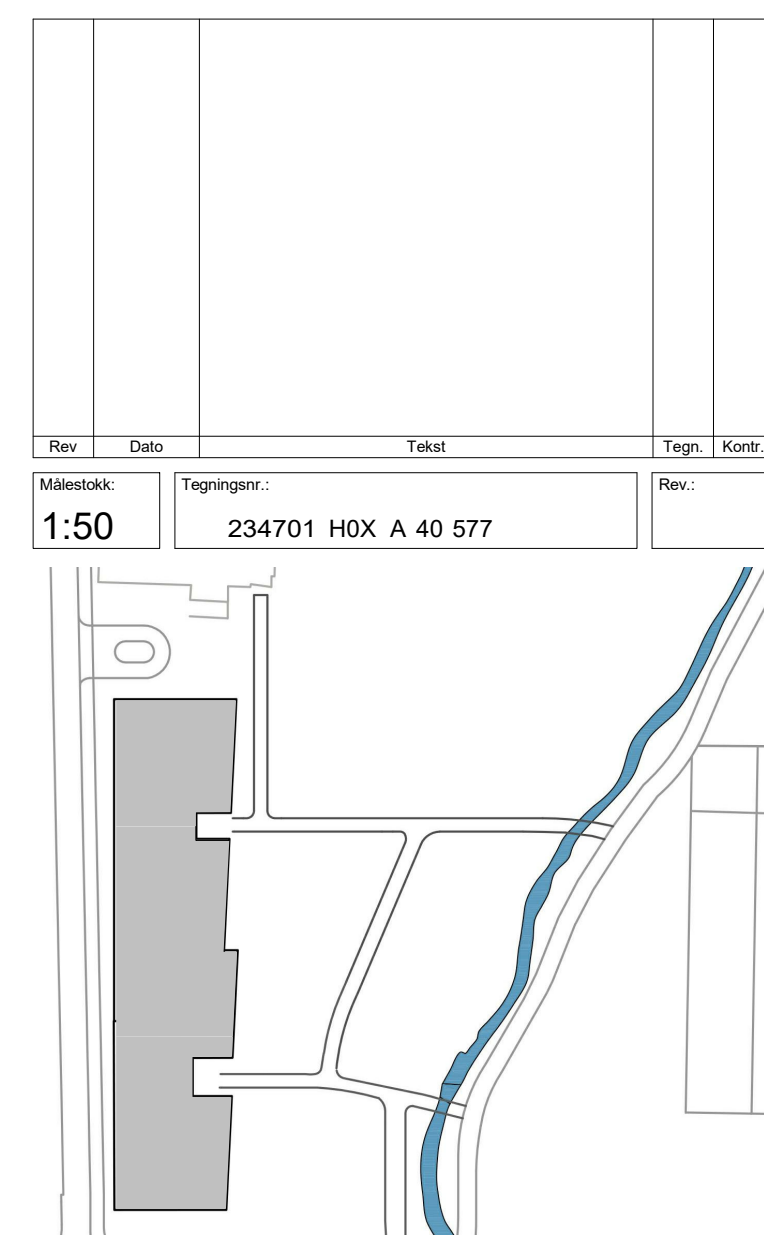 Rev Dato Tekst Tegn. Kontr.
Målestokk: Tegningsnr.: Rev.:
1:50 234701 H0X A 40 577